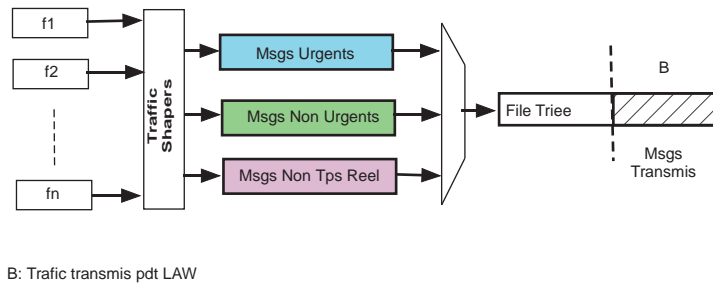 f1
f2
fn
Traffic
Shapers
Msgs Urgents
Msgs Non Urgents
Msgs Non Tps Reel
File Triee
B
Msgs
Transmis
B: Trafic transmis pdt LAW